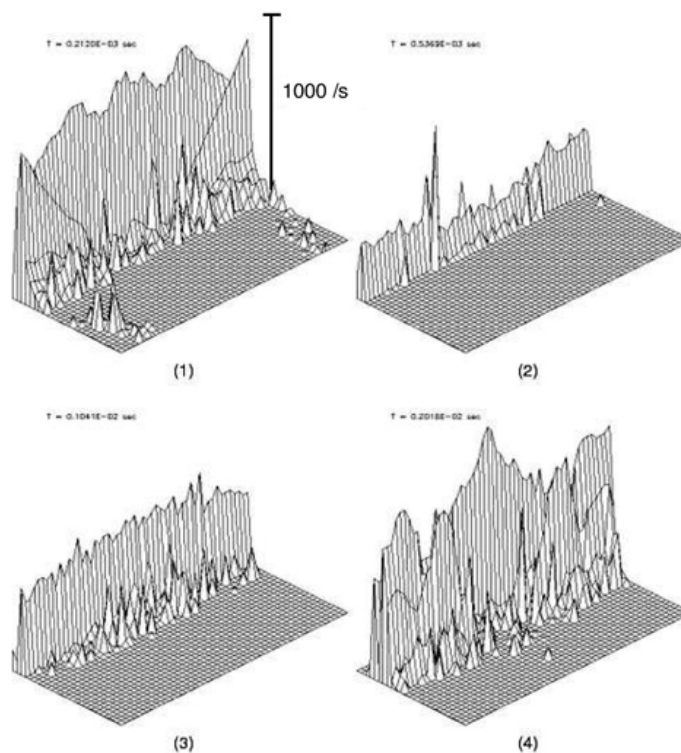 T = 0.2120E-03 sec
1000 /s
(1)
T = 0.5369E-03 sec
(2)
T = 0.1041E-02 sec
(3)
T = 0.2018E-02 sec
(4)